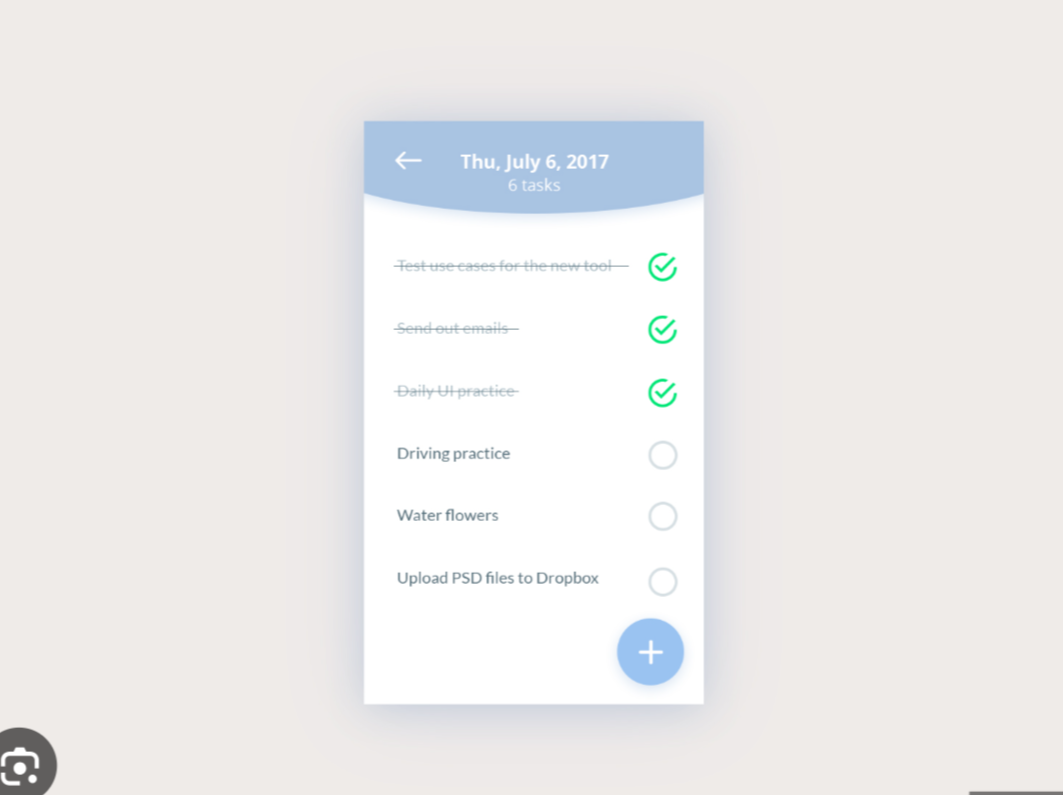 Thu, July 6, 2017
6 tasks
Test use cases for the new tool
Send out emails
Daily UI practice
Driving practice
Water flowers
Upload PSD files to Dropbox